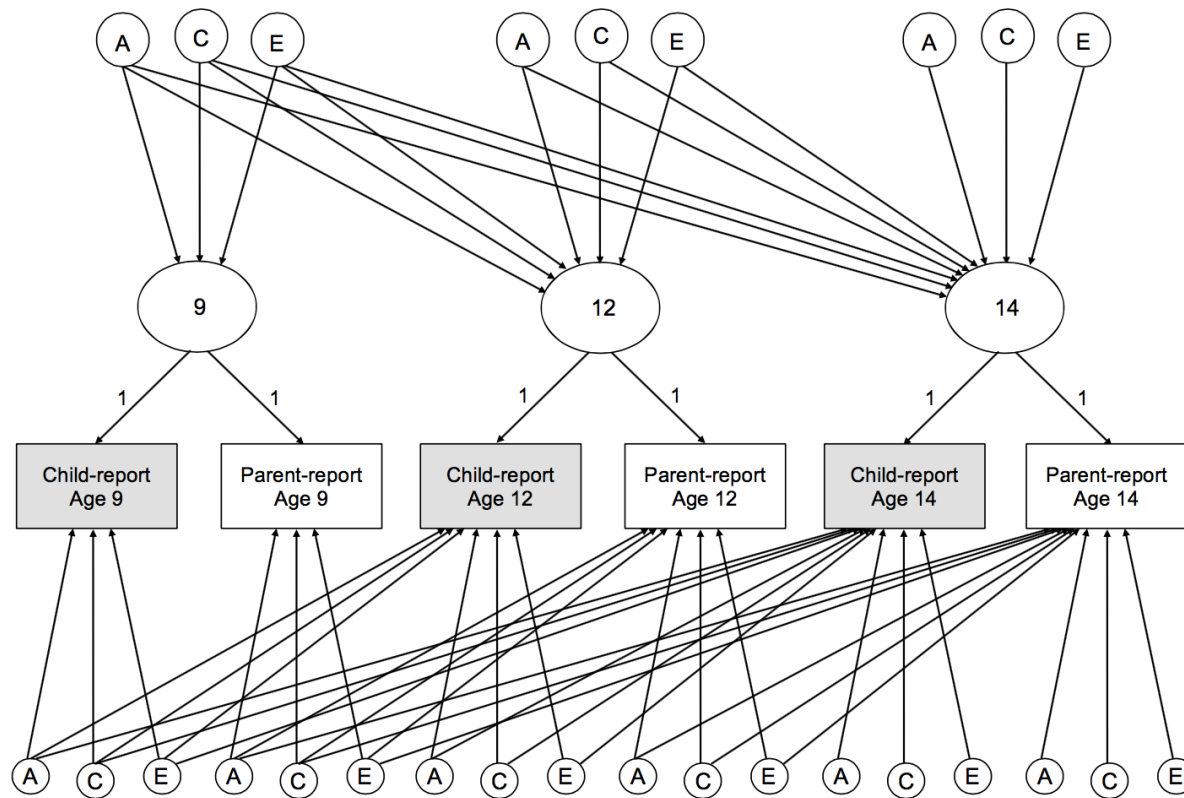 A C E A C E A C E
9 12 14
1 1 1 1 1 1
Child-report
Age 9
Parent-report
Age 9
Child-report
Age 12
Parent-report
Age 12
Child-report
Age 14
Parent-report
Age 14
A C E A C E A C E A C E A C E A C E